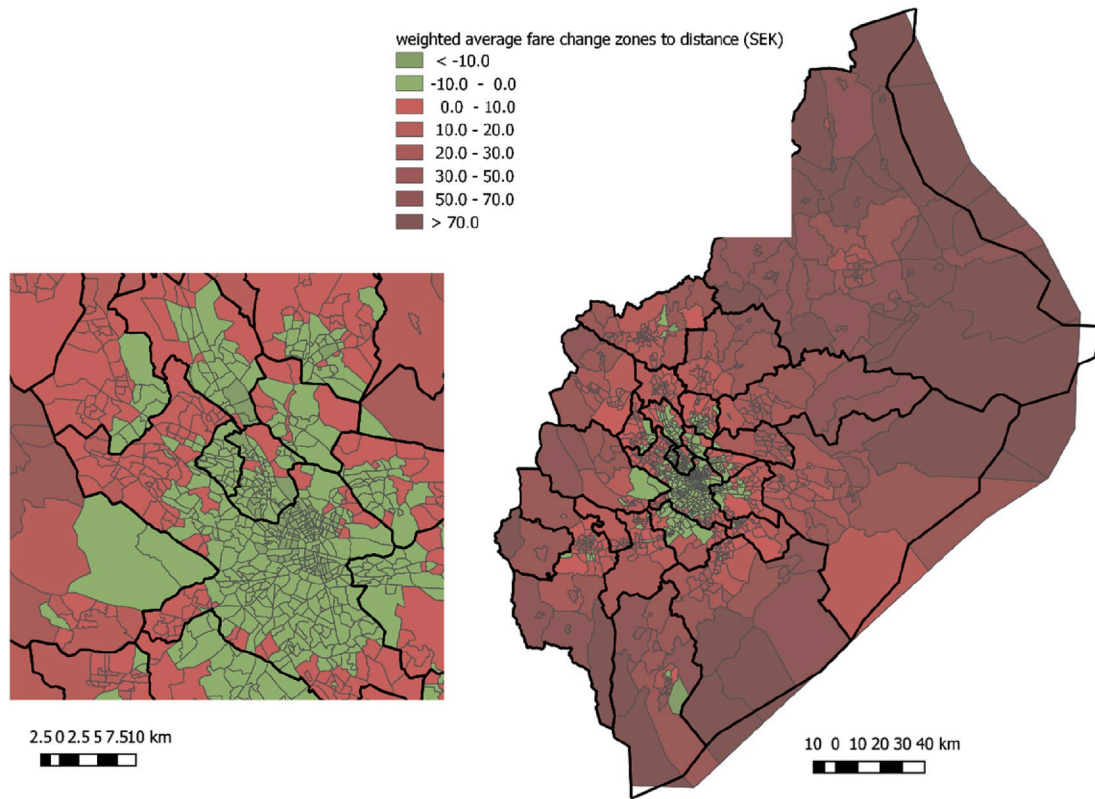 weighted average fare change zones to distance (SEK)
< -10.0
-10.0 - 0.0
0.0 - 10.0
10.0 - 20.0
20.0 - 30.0
30.0 - 50.0
50.0 - 70.0
> 70.0
2.5 0 2.5 5 7.510 km
10 0 10 20 30 40 km